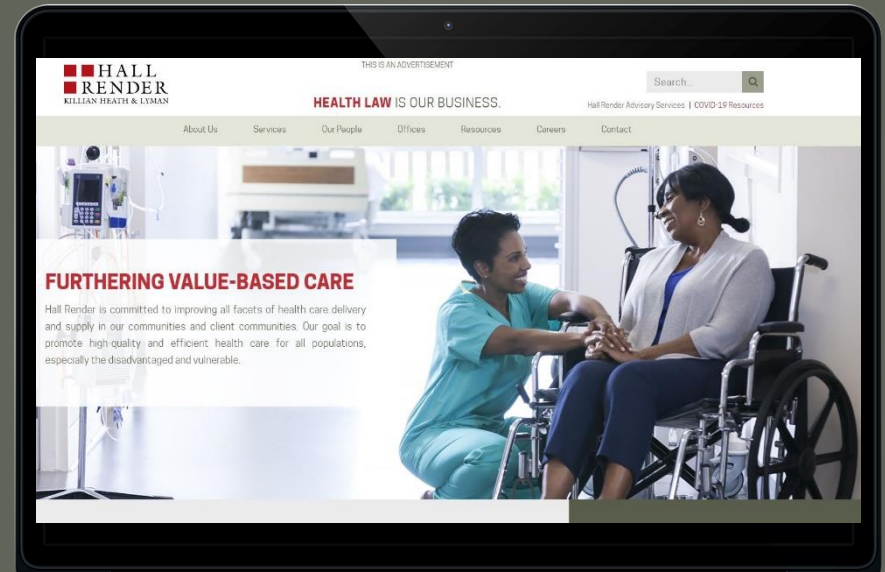 THIS IS AN ADVERTISEMENT
HALL
RENDER
KILLIAN HEATH & LYMAN
HEALTH LAW IS OUR BUSINESS.
Search...
Hall Render Advisory Services | COVID-19 Resources
About Us Services Our People Offices Resources Careers Contact
FURTHERING VALUE-BASED CARE
Hall Render is committed to improving all facets of health care delivery
and supply in our communities and client communities. Our goal is to
promote high-quality and efficient health care for all populations,
especially the disadvantaged and vulnerable.